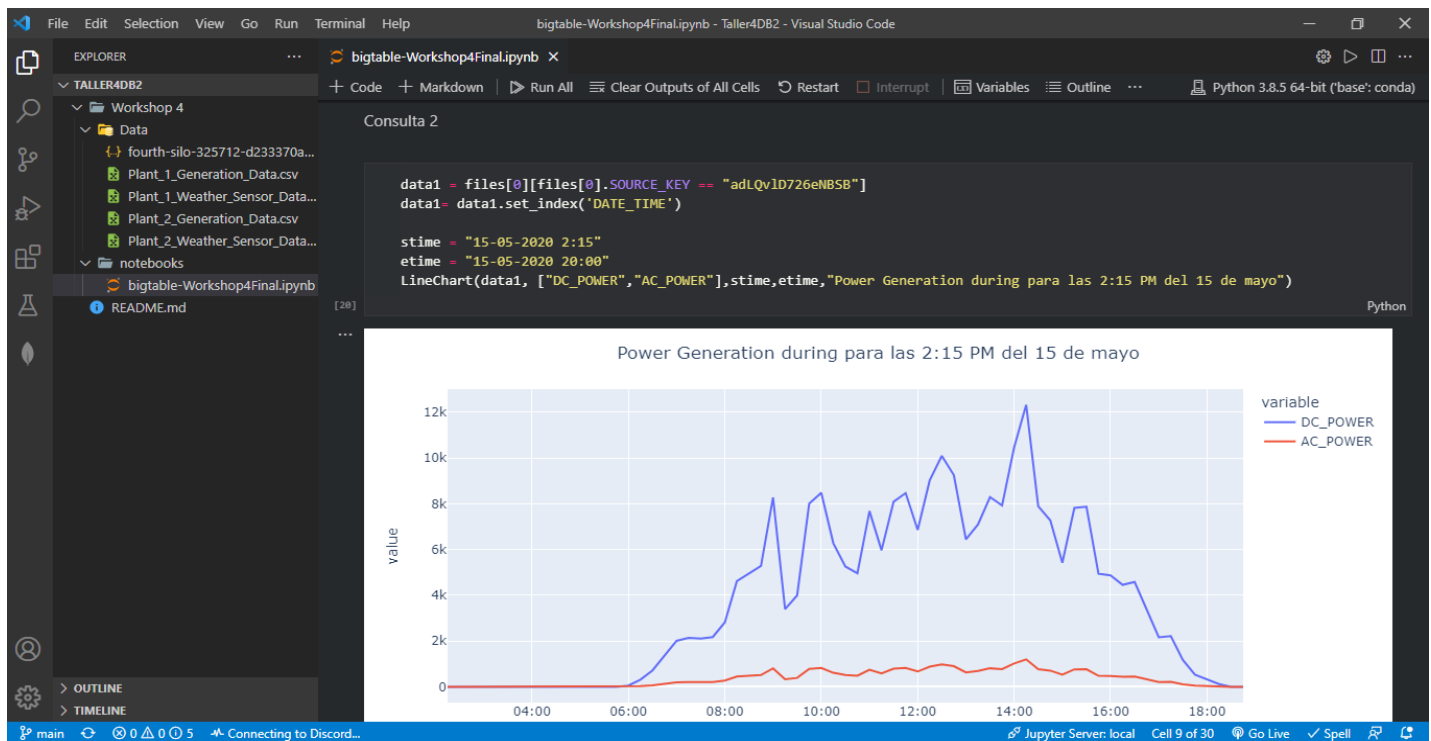 File Edit Selection View Go Run Terminal Help
bigtable-Workshop4Final.ipynb - Taller4DB2 - Visual Studio Code
EXPLORER
TALLER4DB2
Workshop 4
Data
fourth-silo-325712-d233370a...
Plant_1_Generation_Data.csv
Plant_1_Weather_Sensor_Data...
Plant_2_Generation_Data.csv
Plant_2_Weather_Sensor_Data...
notebooks
bigtable-Workshop4Final.ipynb
README.md
OUTLINE
TIMELINE
bigtable-Workshop4Final.ipynb
+ Code + Markdown Run All Clear Outputs of All Cells Restart Interrupt Variables Outline ... Python 3.8.5 64-bit ('base': conda)
Consulta 2
data1 = files[0][files[0].SOURCE_KEY == "adLQvlD726eNBSB"]
data1= data1.set_index('DATE_TIME')
stime = "15-05-2020 2:15"
etime = "15-05-2020 20:00"
LineChart(data1, ["DC_POWER","AC_POWER"],stime,etime,"Power Generation during para las 2:15 PM del 15 de mayo")
[20]
Python
Power Generation during para las 2:15 PM del 15 de mayo
variable
DC_POWER
AC_POWER
value
12k
10k
8k
6k
4k
2k
0
04:00 06:00 08:00 10:00 12:00 14:00 16:00 18:00
main 0 0 5 Connecting to Discord... Jupyter Server: local Cell 9 of 30 Go Live Spell